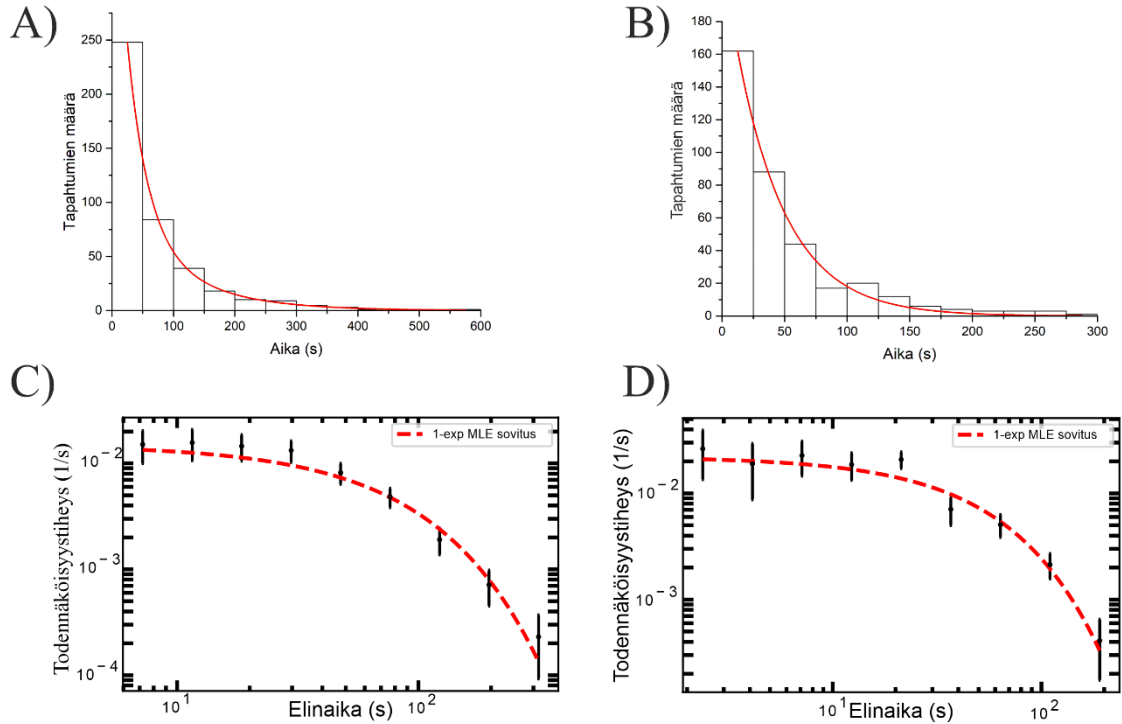 A)
Tapahtumien määrä
250
200
150
100
50
0
0 100 200 300 400 500 600
Aika (s)
B)
Tapahtumien määrä
180
160
140
120
100
80
60
40
20
0
0 50 100 150 200 250 300
Aika (s)
C)
Todennäköisyystiheys (1/s)
10⁻²
10⁻³
10⁻⁴
1-exp MLE sovitus
10¹ 10²
Elinaika (s)
D)
Todennäköisyystiheys (1/s)
10⁻²
10⁻³
1-exp MLE sovitus
10¹ 10²
Elinaika (s)